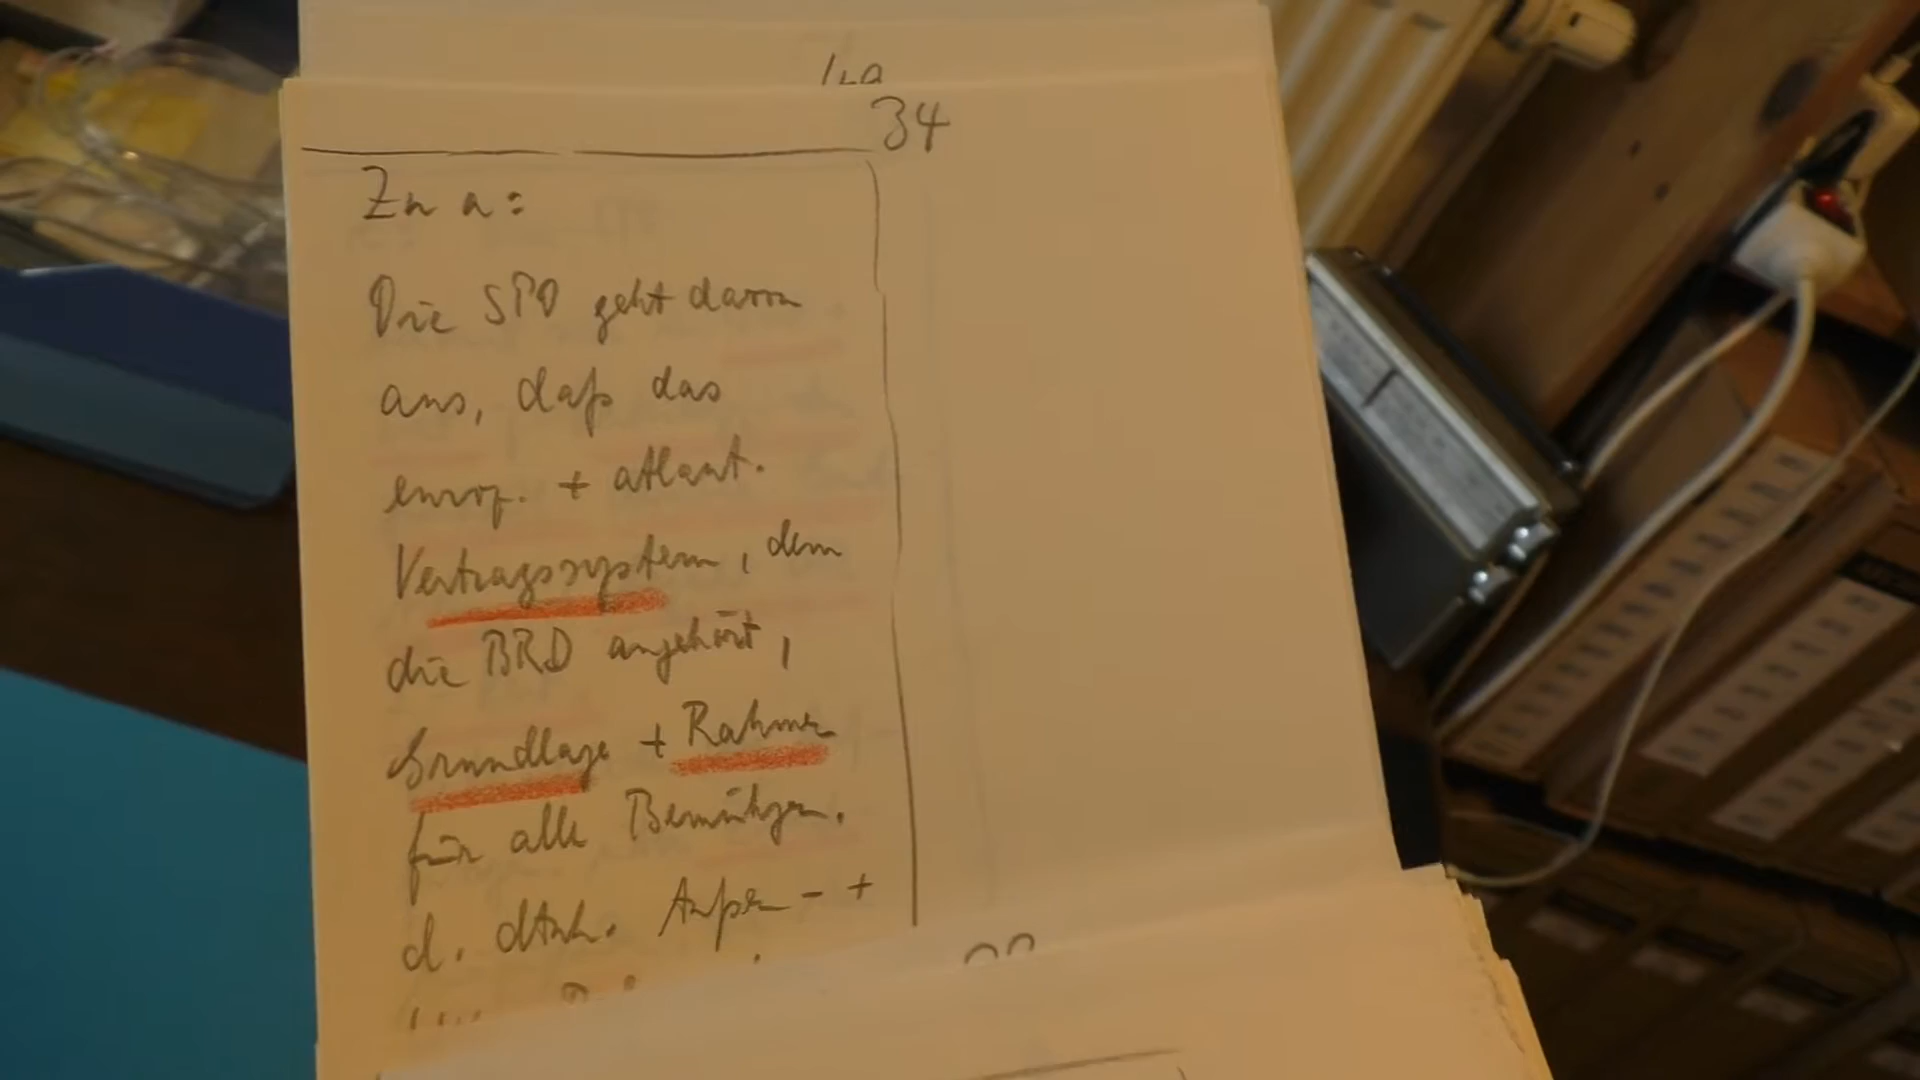 34
Zu a:
Die SPD geht davon
aus, daß das
europ. + atlant.
Vertragssystem, dem
die BRD angehört,
Grundlage + Rahmen
für alle Bemühgen.
d. dtsch. Außen- +